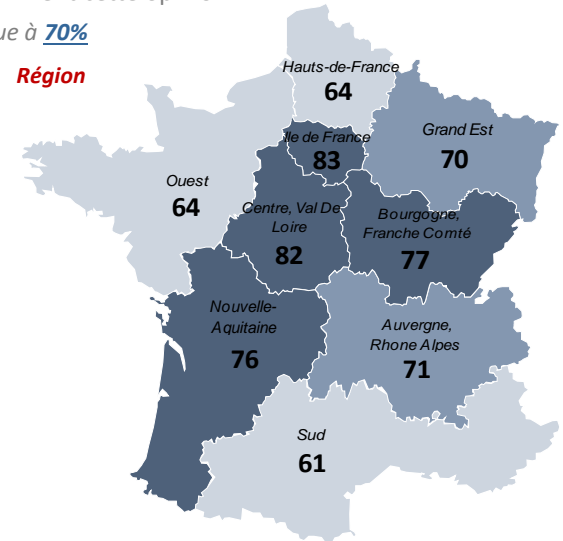 ue à 70%
Région
Hauts-de-France
64
Ile de France
83
Grand Est
70
Ouest
64
Centre, Val De
Loire
82
Bourgogne,
Franche Comté
77
Nouvelle-
Aquitaine
76
Auvergne,
Rhone Alpes
71
Sud
61